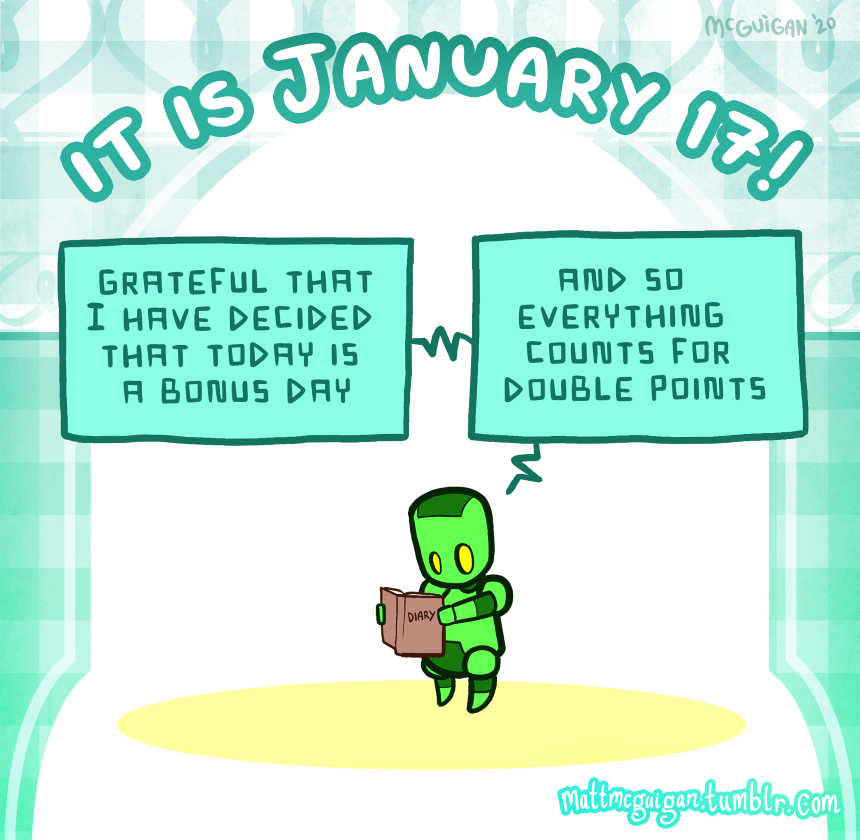 McGUIGAN '20
IT IS JANUARY 17!
GRATEFUL THAT
I HAVE DECIDED
THAT TODAY IS
A BONUS DAY
AND SO
EVERYTHING
COUNTS FOR
DOUBLE POINTS
DIARY
mattmcguigan.tumblr.com